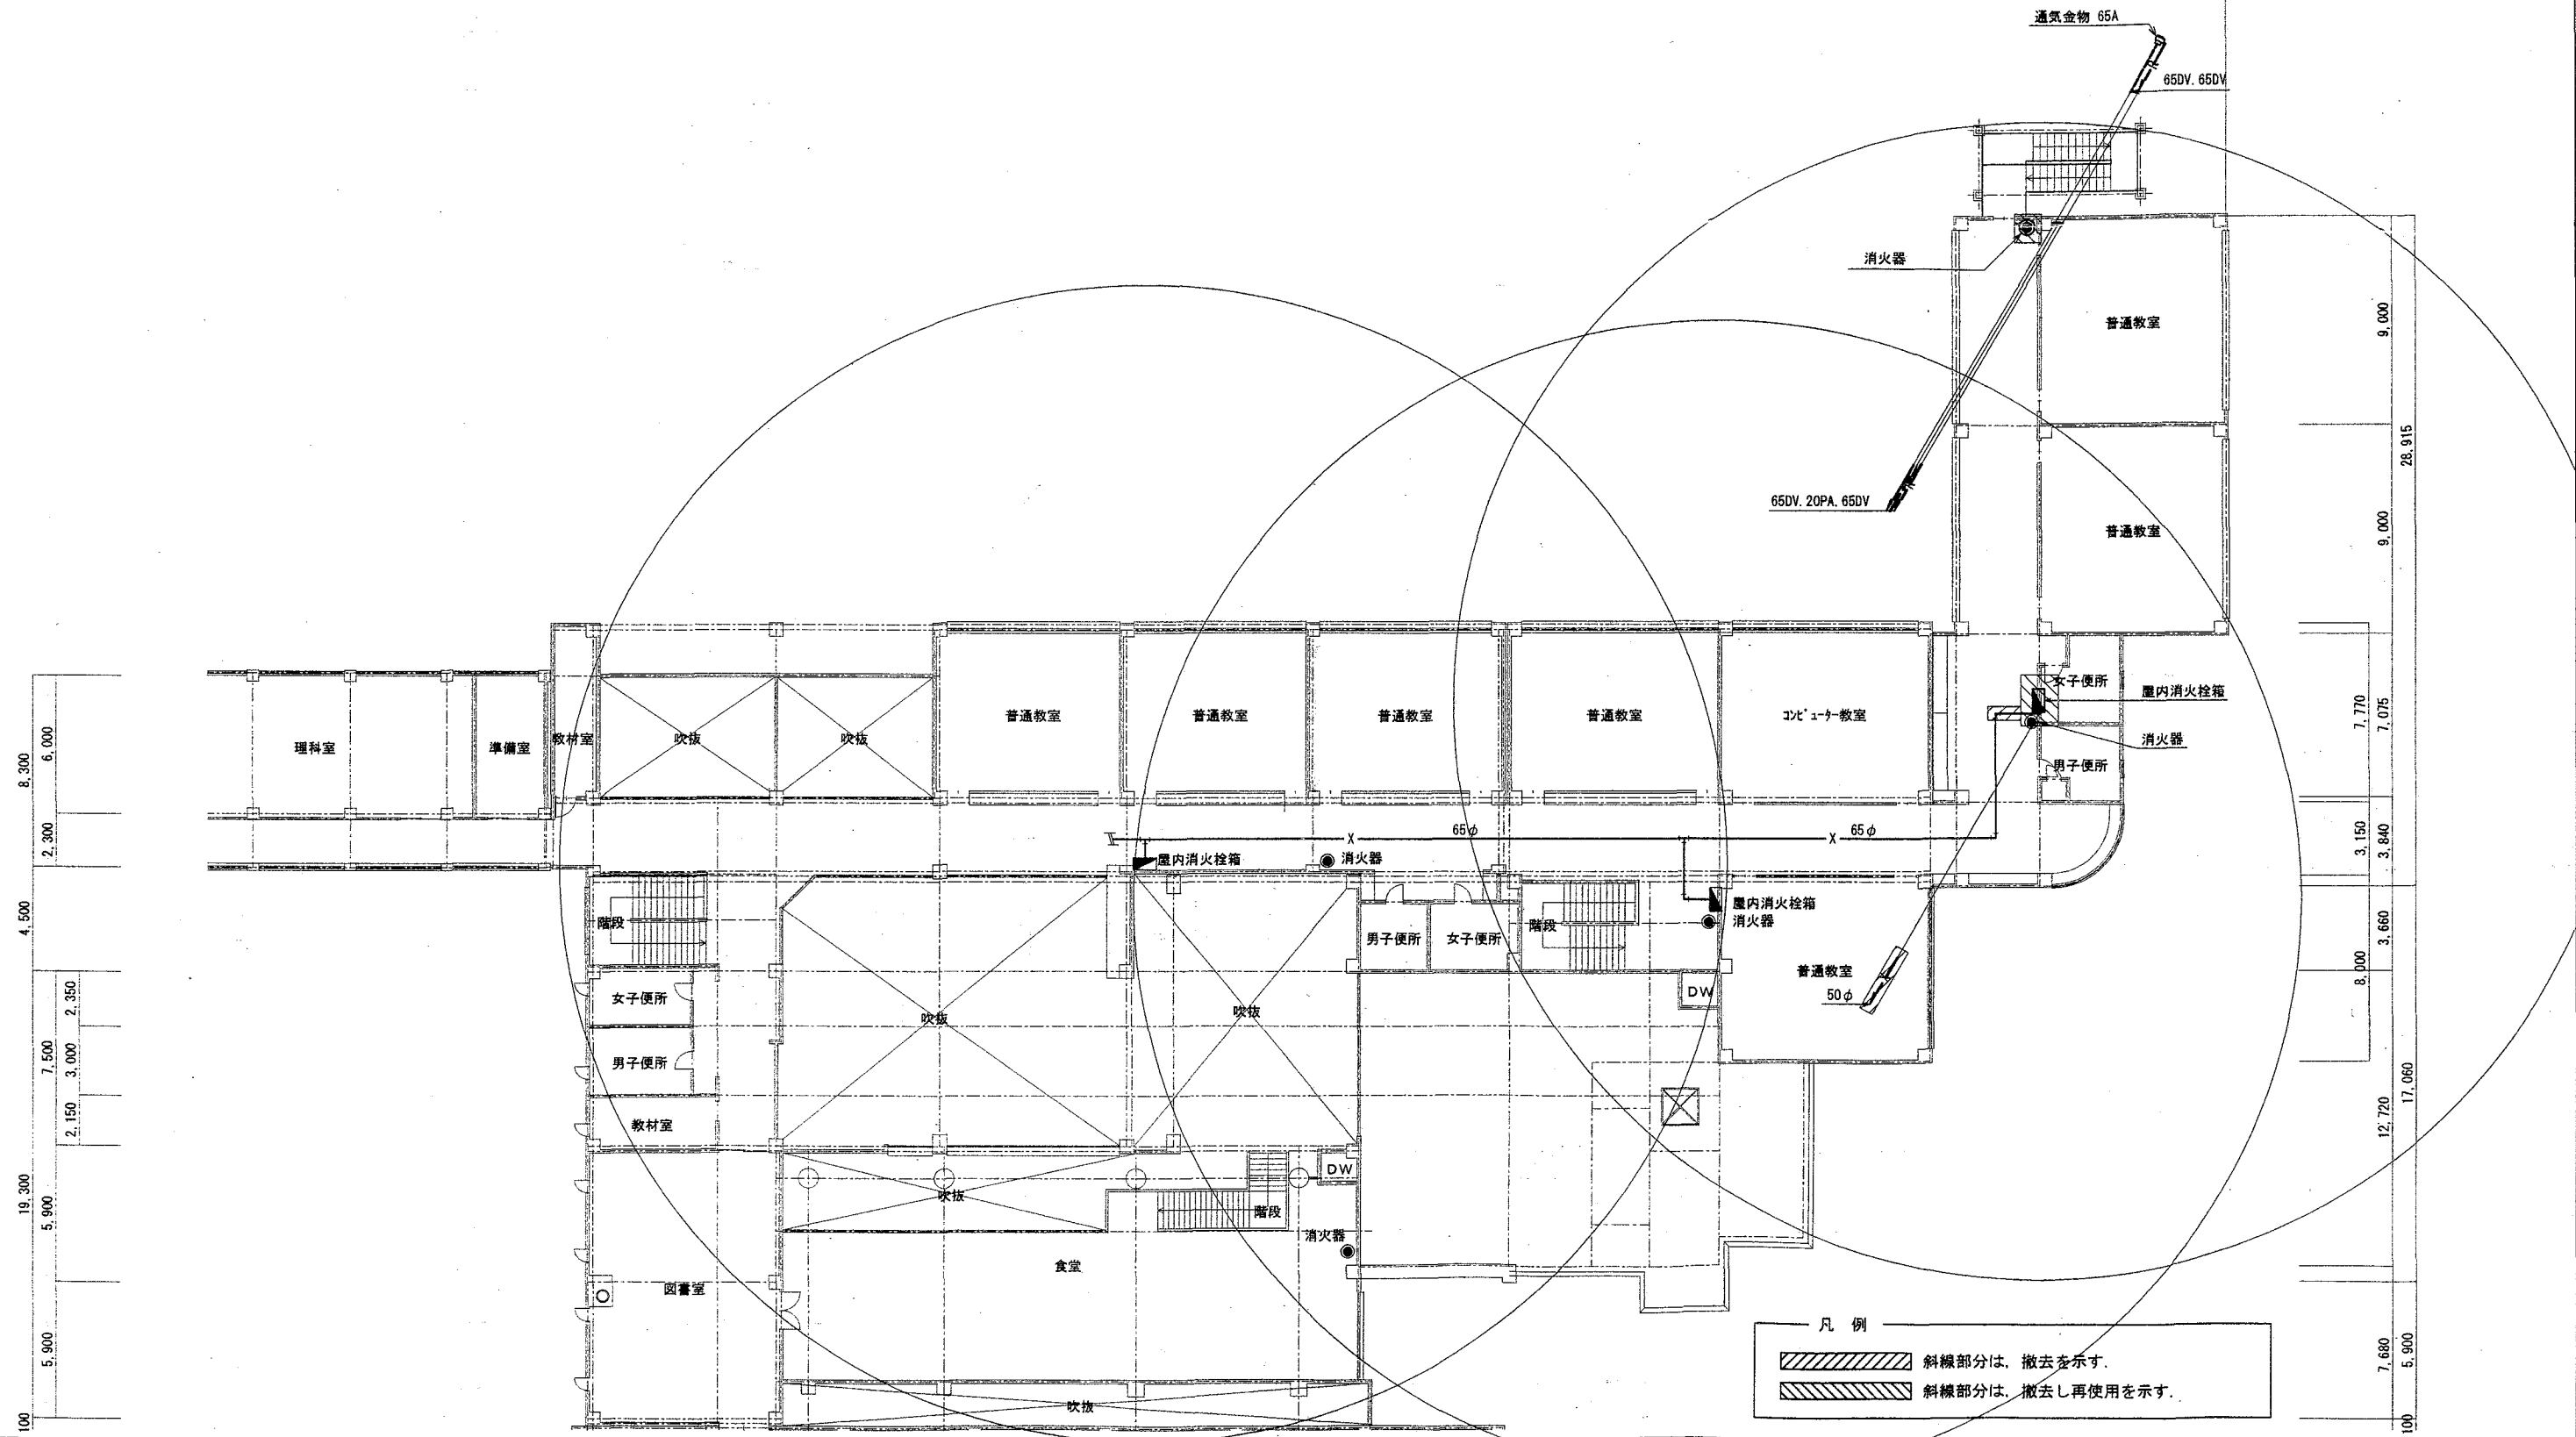 通気金物 65A
65DV. 65DV
消火器
普通教室
9,000
28,915
65DV. 20PA. 65DV
普通教室
9,000
女子便所
屋内消火栓箱
消火器
男子便所
7,770
7,075
理科室
準備室
教材室
吹抜
吹抜
普通教室
普通教室
普通教室
普通教室
コンピューター教室
8,300
6,000
2,300
65φ
65φ
3,150
3,840
屋内消火栓箱
消火器
屋内消火栓箱
消火器
4,500
階段
男子便所
女子便所
階段
3,660
8,000
普通教室
50φ
DW
女子便所
吹抜
吹抜
2,350
7,500
3,000
男子便所
2,150
教材室
12,720
17,060
DW
吹抜
階段
消火器
19,300
5,900
食堂
図書室
5,900
吹抜
7,680
5,900
100
100
凡 例
斜線部分は、撤去を示す.
斜線部分は、撤去し再使用を示す.